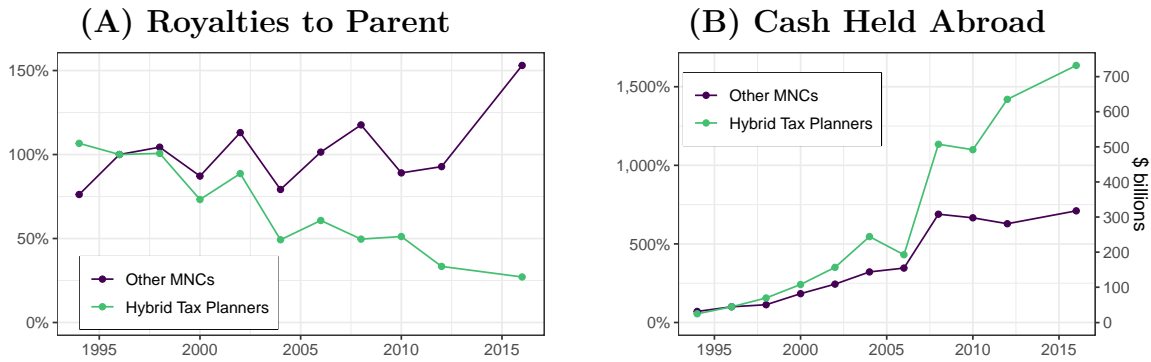 (A) Royalties to Parent
150%
100%
50%
0%
Other MNCs
Hybrid Tax Planners
1995 2000 2005 2010 2015
(B) Cash Held Abroad
1,500%
1,000%
500%
0%
Other MNCs
Hybrid Tax Planners
700
600
500
400
300
200
100
0
$ billions
1995 2000 2005 2010 2015